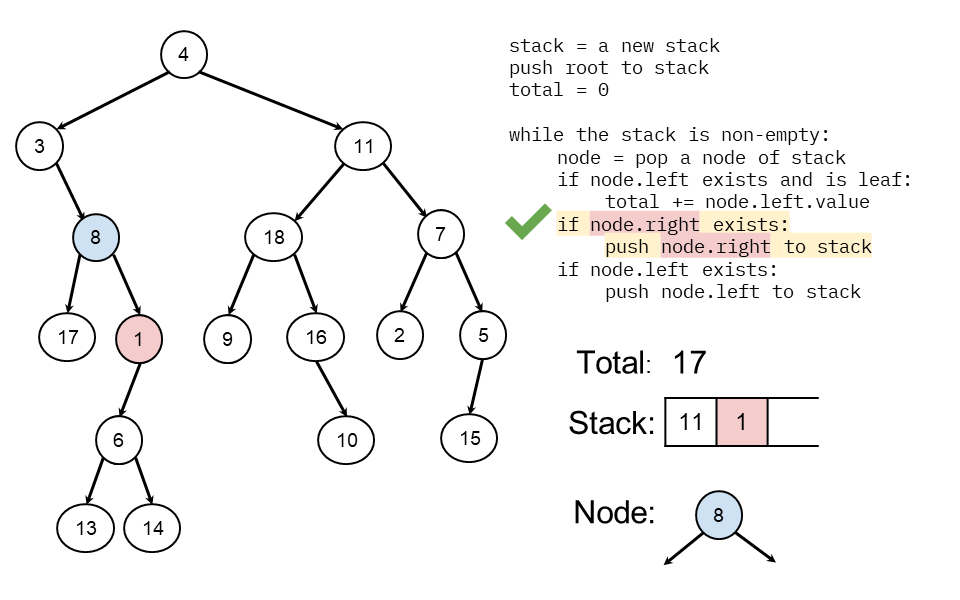 4
3
11
8
18
7
17
1
9
16
2
5
6
10
15
13
14
stack = a new stack
push root to stack
total = 0
while the stack is non-empty:
node = pop a node of stack
if node.left exists and is leaf:
total += node.left.value
if node.right exists:
push node.right to stack
if node.left exists:
push node.left to stack
Total: 17
Stack: 11 1
Node: 8